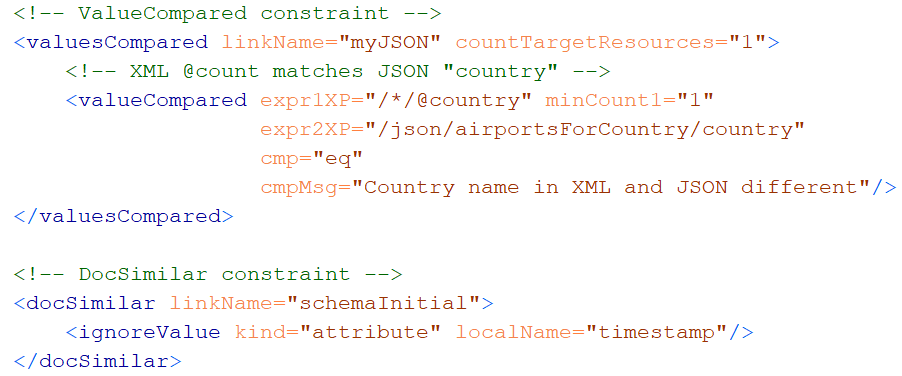 <!-- ValueCompared constraint -->
<valuesCompared linkName="myJSON" countTargetResources="1">
    <!-- XML @count matches JSON "country" -->
    <valueCompared expr1XP="/*/@country" minCount1="1"
                   expr2XP="/json/airportsForCountry/country"
                   cmp="eq"
                   cmpMsg="Country name in XML and JSON different"/>
</valuesCompared>

<!-- DocSimilar constraint -->
<docSimilar linkName="schemaInitial">
    <ignoreValue kind="attribute" localName="timestamp"/>
</docSimilar>